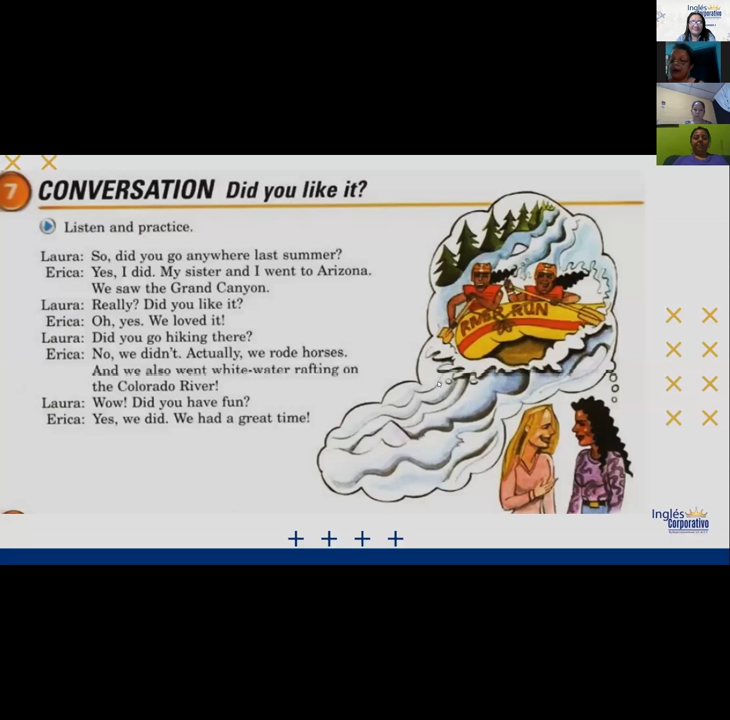 Inglés
Corporativo
7 CONVERSATION Did you like it?
Listen and practice.
Laura: So, did you go anywhere last summer?
Erica: Yes, I did. My sister and I went to Arizona.
We saw the Grand Canyon.
Laura: Really? Did you like it?
Erica: Oh, yes. We loved it!
Laura: Did you go hiking there?
Erica: No, we didn't. Actually, we rode horses.
And we also went white-water rafting on
the Colorado River!
Laura: Wow! Did you have fun?
Erica: Yes, we did. We had a great time!
RIVER RUN
Inglés
Corporativo